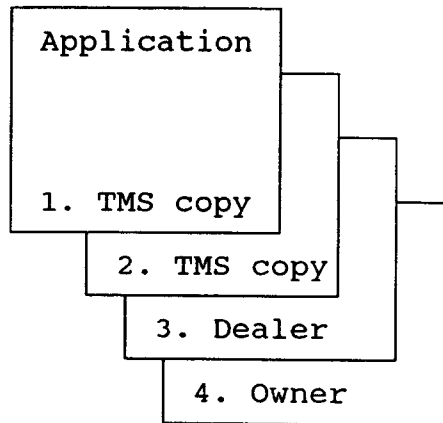 Application
1. TMS copy
2. TMS copy
3. Dealer
4. Owner